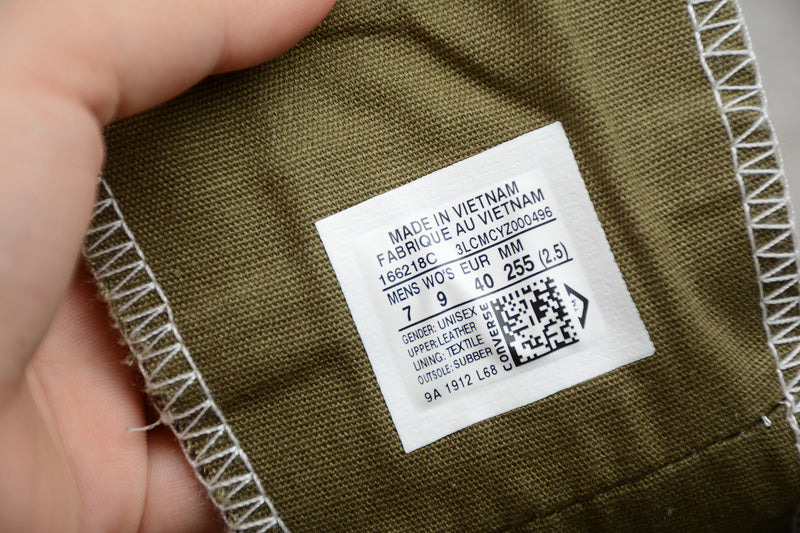 MADE IN VIETNAM
FABRIQUE AU VIETNAM
166218C 3LCMCYZ000496
MENS WO'S EUR MM
7 9 40 255 (2.5)
GENDER: UNISEX
UPPER:LEATHER
LINING: TEXTILE
OUTSOLE: SUBBER
CONVERSE
9A 1912 L68